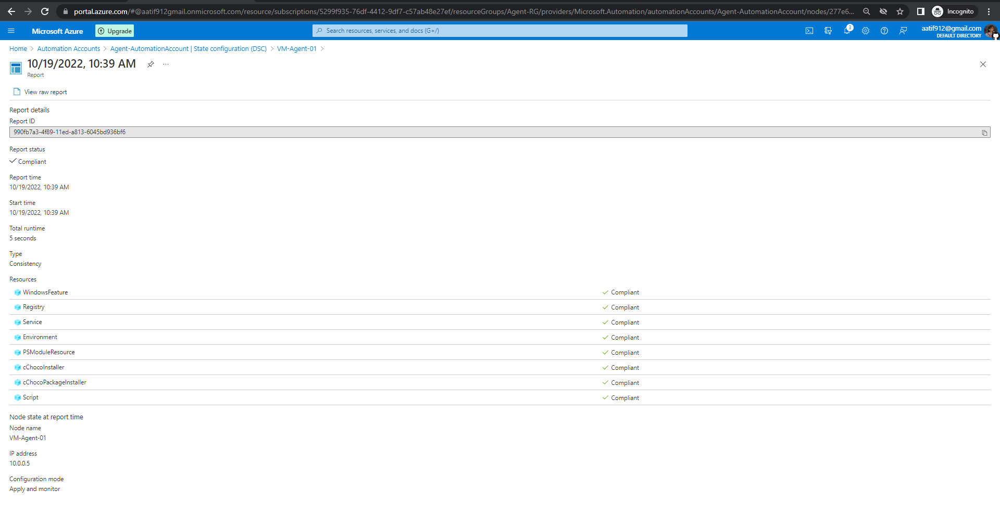 portal.azure.com/#@aatif912gmail.onmicrosoft.com/resource/subscriptions/5299f935-76df-4412-9df7-c57ab48e27ef/resourceGroups/Agent-RG/providers/Microsoft.Automation/automationAccounts/Agent-AutomationAccount/nodes/277e6... Incognito
Microsoft Azure Upgrade Search resources, services, and docs (G+/) 3 aatif912@gmail.com
DEFAULT DIRECTORY
Home > Automation Accounts > Agent-AutomationAccount | State configuration (DSC) > VM-Agent-01 >
10/19/2022, 10:39 AM ...
Report
View raw report
Report details
Report ID
990fb7a3-4f89-11ed-a813-6045bd936bf6
Report status
Compliant
Report time
10/19/2022, 10:39 AM
Start time
10/19/2022, 10:39 AM
Total runtime
5 seconds
Type
Consistency
Resources
WindowsFeature Compliant
Registry Compliant
Service Compliant
Environment Compliant
PSModuleResource Compliant
cChocoInstaller Compliant
cChocoPackageInstaller Compliant
Script Compliant
Node state at report time
Node name
VM-Agent-01
IP address
10.0.0.5
Configuration mode
Apply and monitor